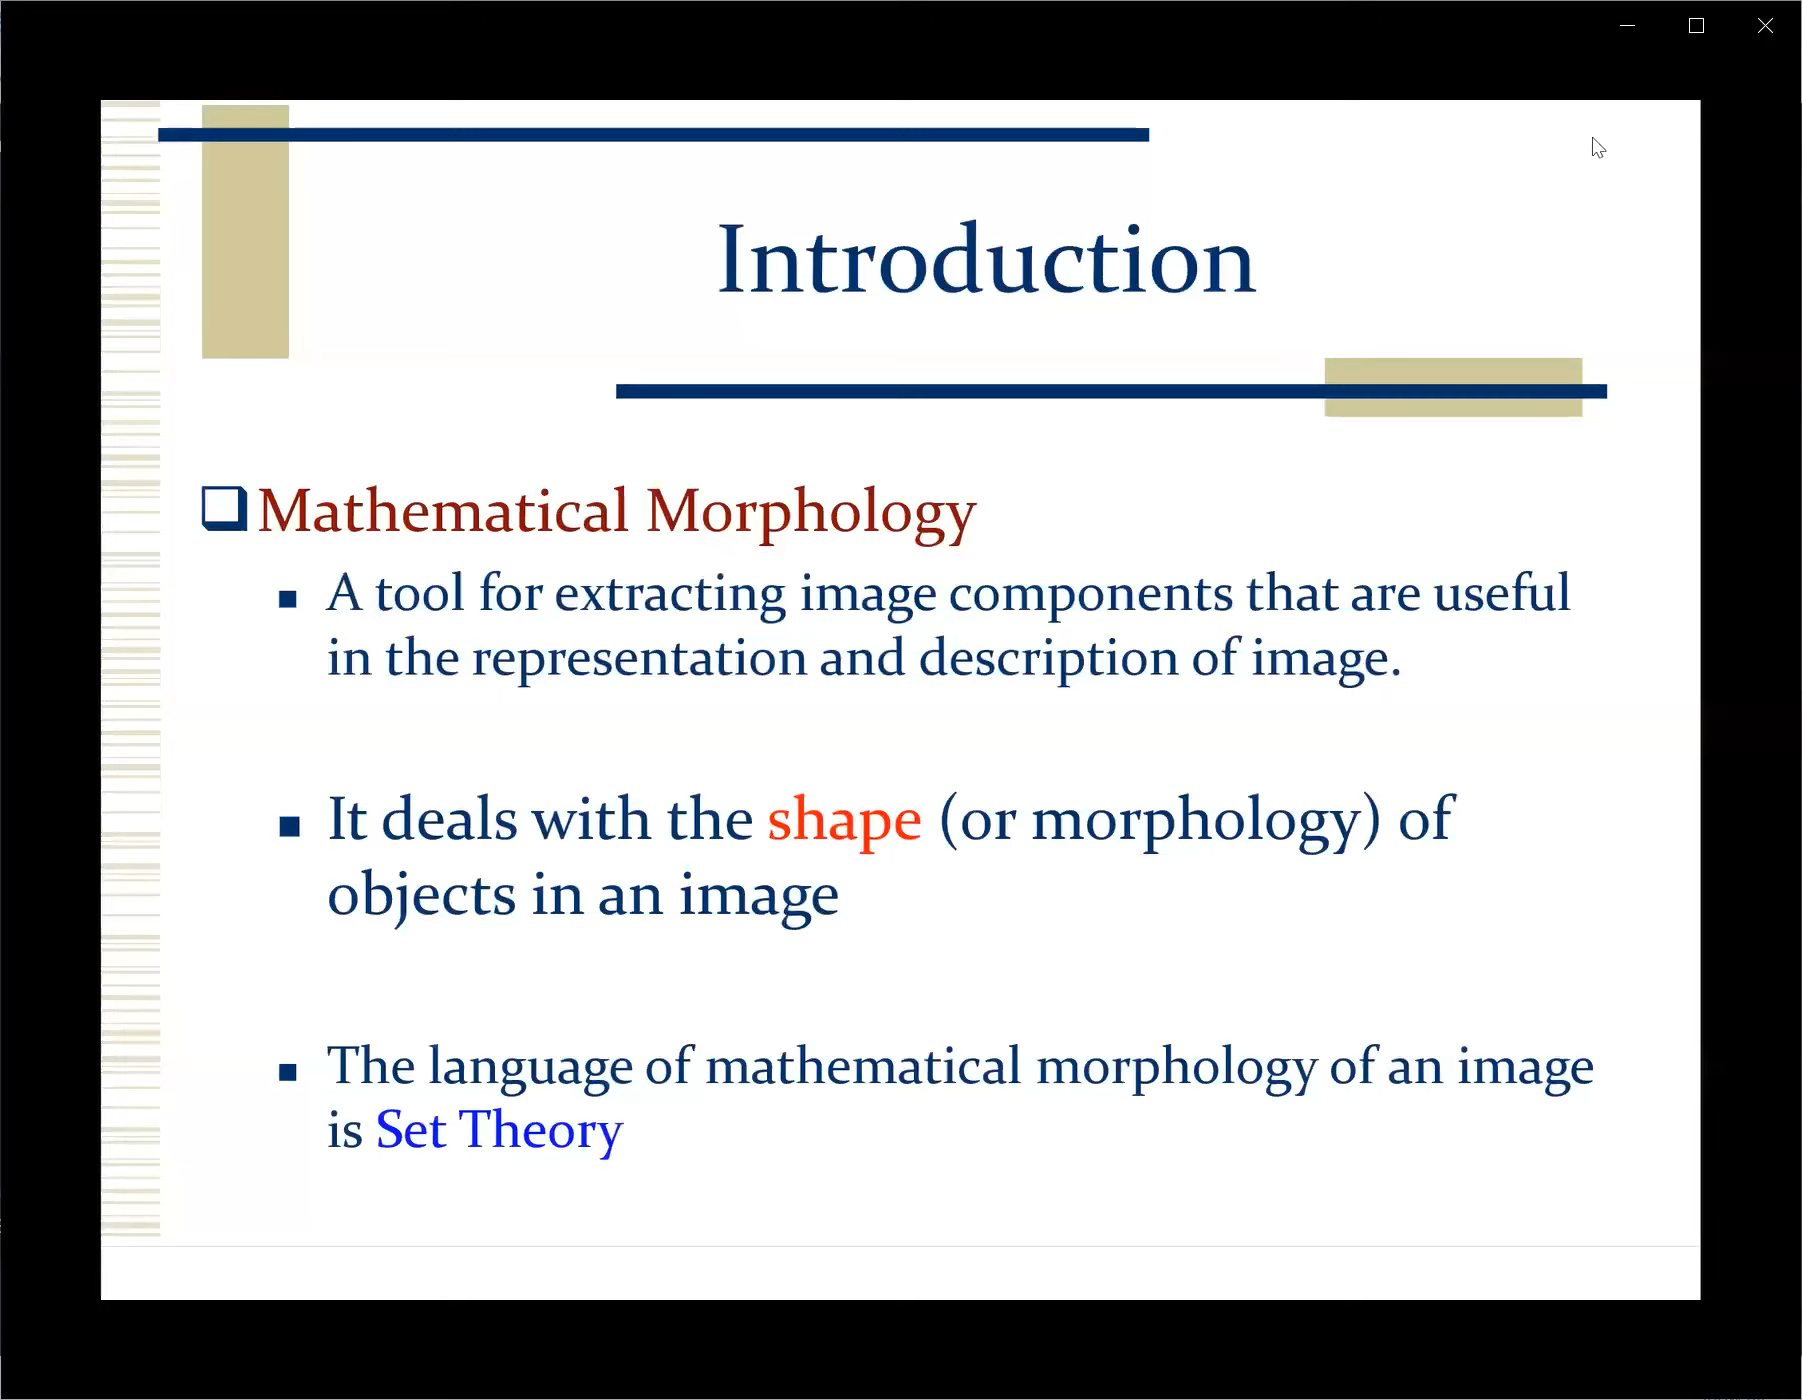 Introduction
Mathematical Morphology
A tool for extracting image components that are useful
in the representation and description of image.
It deals with the shape (or morphology) of
objects in an image
The language of mathematical morphology of an image
is Set Theory